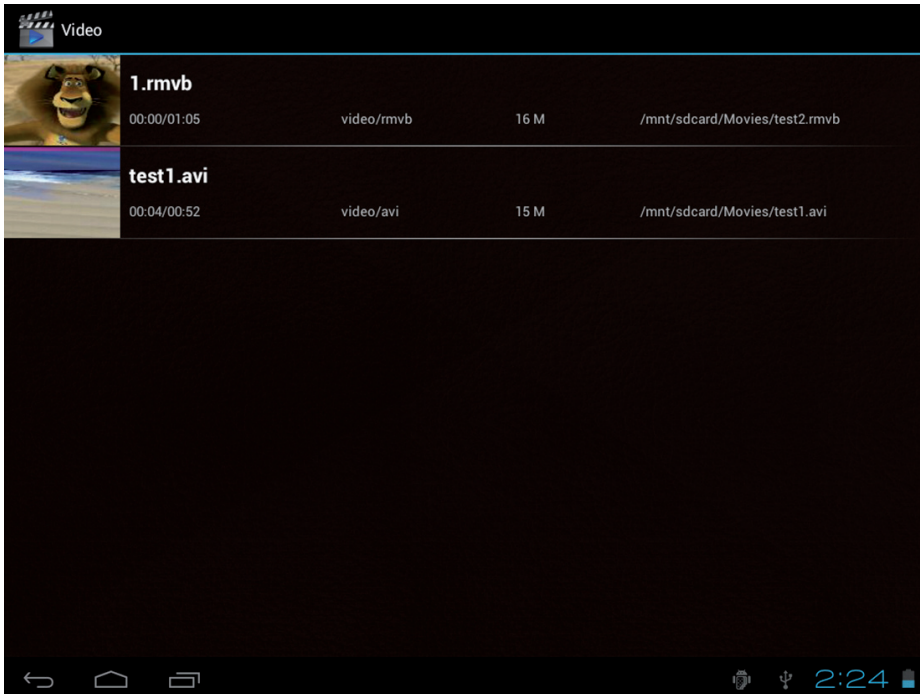 Video
1.rmvb
00:00/01:05 video/rmvb 16 M /mnt/sdcard/Movies/test2.rmvb
test1.avi
00:04/00:52 video/avi 15 M /mnt/sdcard/Movies/test1.avi
2:24